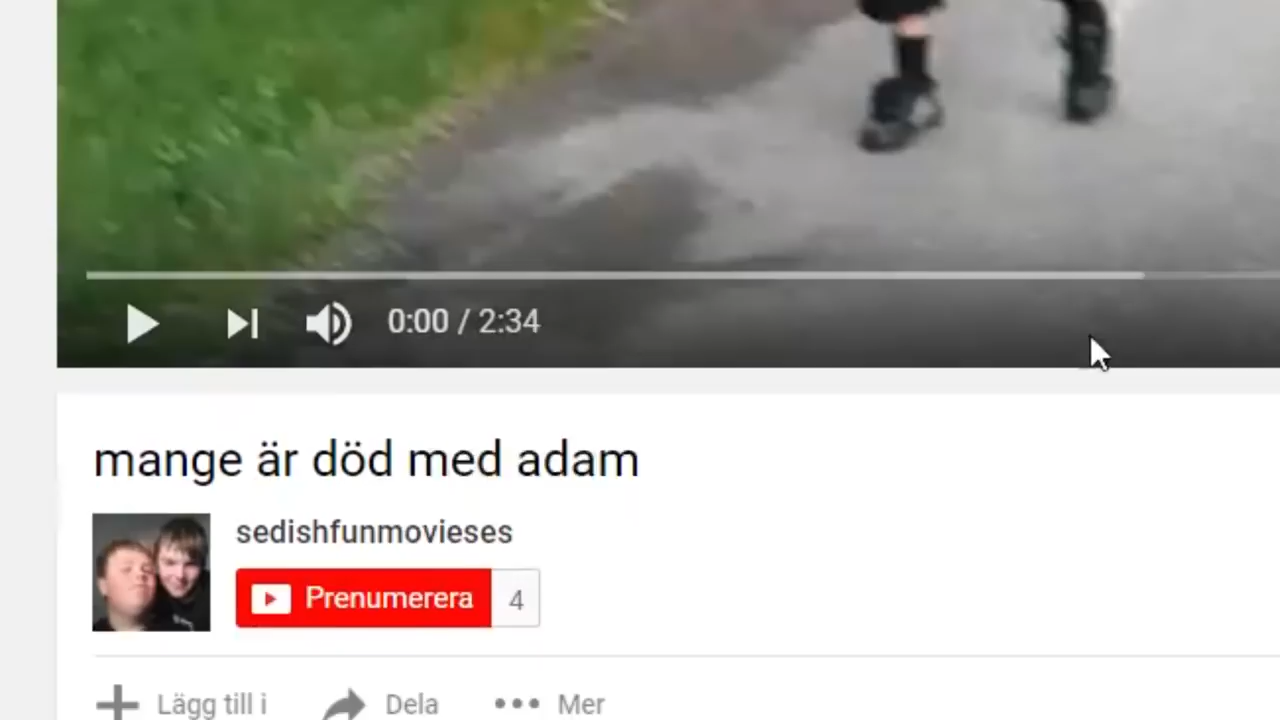 0:00 / 2:34
mange är död med adam
sedishfunmovieses
Prenumerera 4
Lägg till i Dela Mer